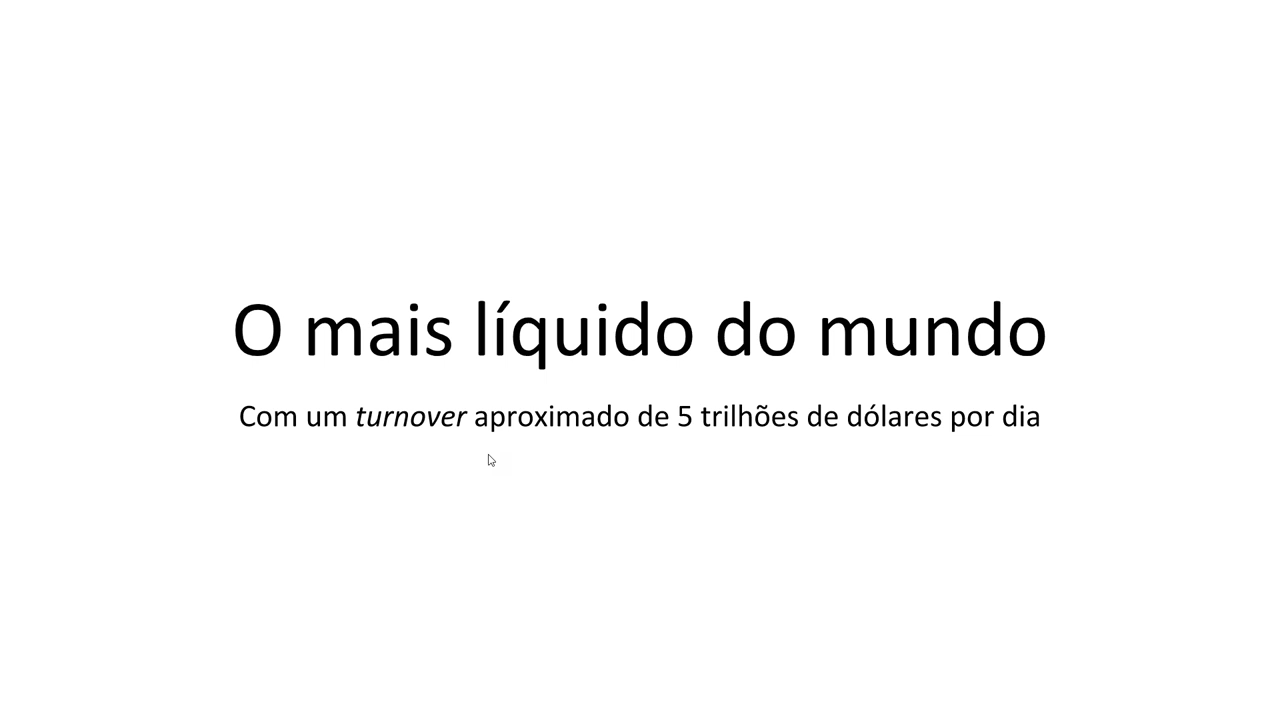 O mais líquido do mundo
Com um turnover aproximado de 5 trilhões de dólares por dia